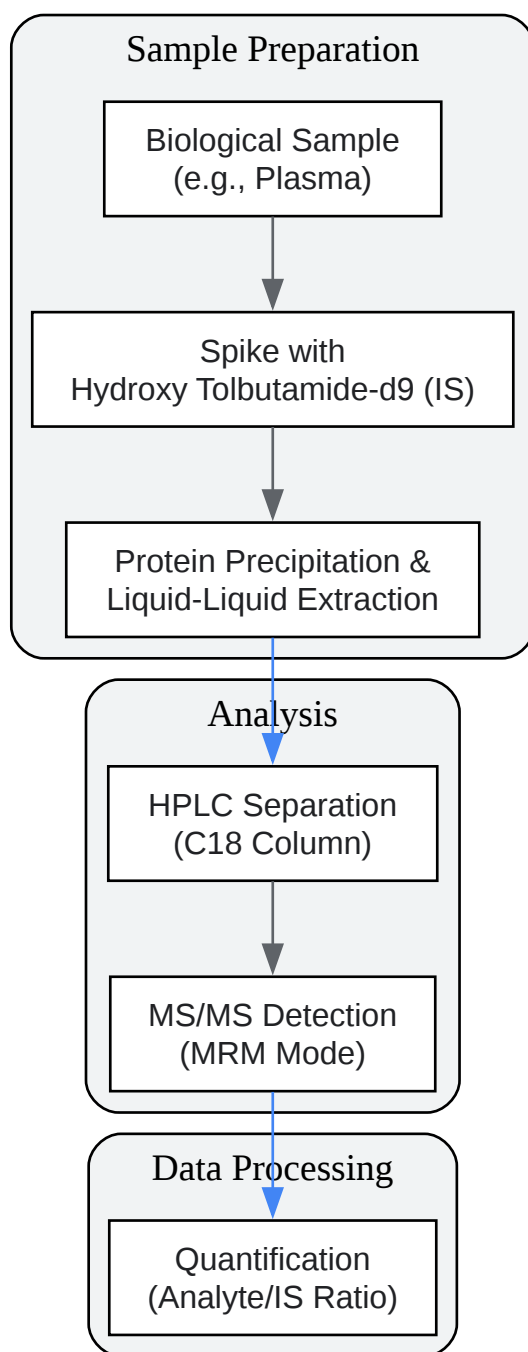 Sample Preparation
Biological Sample
(e.g., Plasma)
Spike with
Hydroxy Tolbutamide-d9 (IS)
Protein Precipitation &
Liquid-Liquid Extraction
Analysis
HPLC Separation
(C18 Column)
MS/MS Detection
(MRM Mode)
Data Processing
Quantification
(Analyte/IS Ratio)